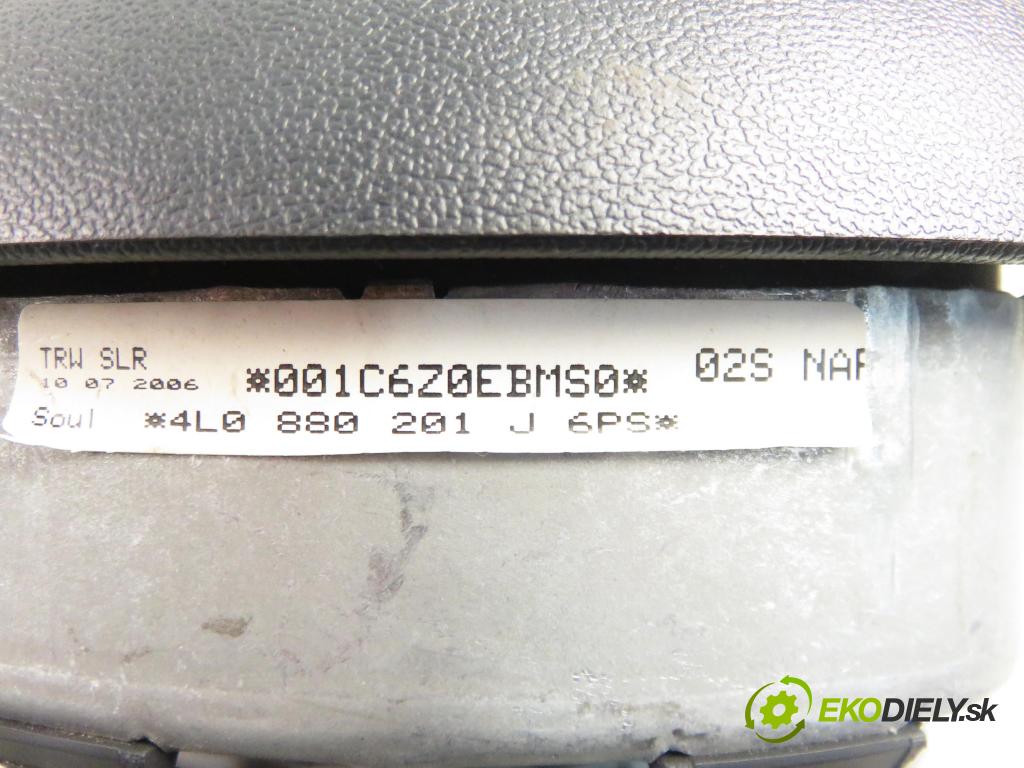 TRW SLR
10 07 2006
*001C6Z0EBMS0*
02S NAR
Soul
*4L0 880 201 J 6PS*
EKODIELY.sk